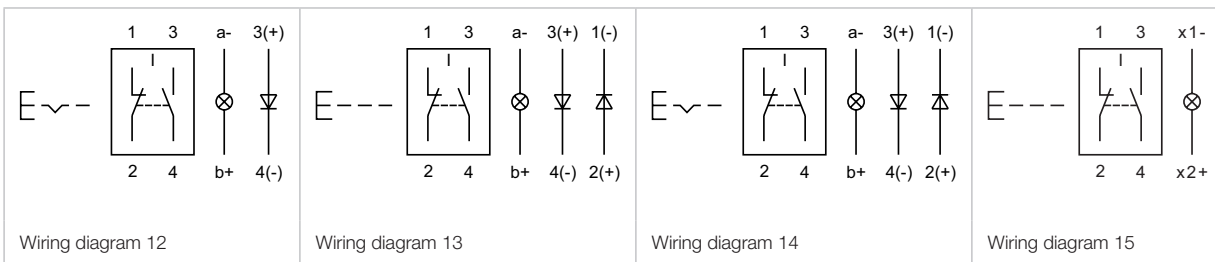 1 3 a- 3(+)
2 4 b+ 4(-)
Wiring diagram 12
1 3 a- 3(+) 1(-)
2 4 b+ 4(-) 2(+)
Wiring diagram 13
1 3 a- 3(+) 1(-)
2 4 b+ 4(-) 2(+)
Wiring diagram 14
1 3 x1-
2 4 x2+
Wiring diagram 15